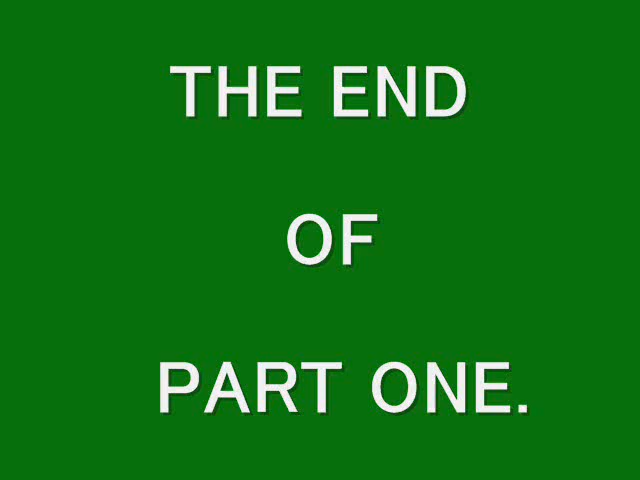 THE END
OF
PART ONE.